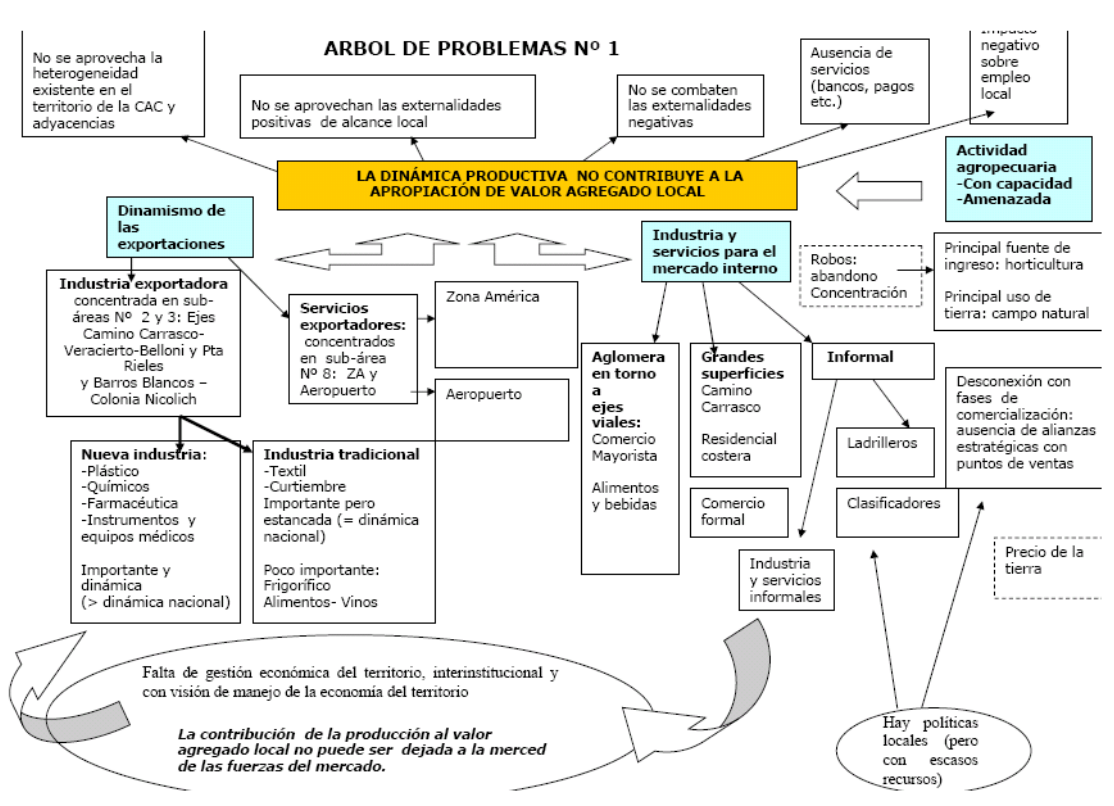 ARBOL DE PROBLEMAS Nº 1
No se aprovecha la
heterogeneidad
existente en el
territorio de la CAC y
adyacencias
No se aprovechan las externalidades
positivas de alcance local
No se combaten
las externalidades
negativas
Ausencia de
servicios
(bancos, pagos
etc.)
Impacto
negativo
sobre
empleo
local
LA DINÁMICA PRODUCTIVA NO CONTRIBUYE A LA
APROPIACIÓN DE VALOR AGREGADO LOCAL
Actividad
agropecuaria
-Con capacidad
-Amenazada
Dinamismo de
las
exportaciones
Industria y
servicios para el
mercado interno
Robos:
abandono
Concentración
Principal fuente de
ingreso: horticultura
Principal uso de
tierra: campo natural
Industria exportadora
concentrada en sub-
áreas Nº 2 y 3: Ejes
Camino Carrasco-
Veracierto-Belloni y Pta
Rieles
y Barros Blancos –
Colonia Nicolich
Servicios
exportadores:
concentrados
en sub-área
Nº 8: ZA y
Aeropuerto
Zona América
Aeropuerto
Aglomera
en torno
a
ejes
viales:
Comercio
Mayorista
Alimentos
y bebidas
Grandes
superficies
Camino
Carrasco
Residencial
costera
Comercio
formal
Informal
Ladrilleros
Clasificadores
Industria
y servicios
informales
Desconexión con
fases de
comercialización:
ausencia de alianzas
estratégicas con
puntos de ventas
Precio de la
tierra
Nueva industria:
-Plástico
-Químicos
-Farmacéutica
-Instrumentos y
equipos médicos
Importante y
dinámica
(> dinámica nacional)
Industria tradicional
-Textil
-Curtiembre
Importante pero
estancada (= dinámica
nacional)
Poco importante:
Frigorífico
Alimentos- Vinos
Falta de gestión económica del territorio, interinstitucional y
con visión de manejo de la economía del territorio
La contribución de la producción al valor
agregado local no puede ser dejada a la merced
de las fuerzas del mercado.
Hay políticas
locales (pero
con escasos
recursos)